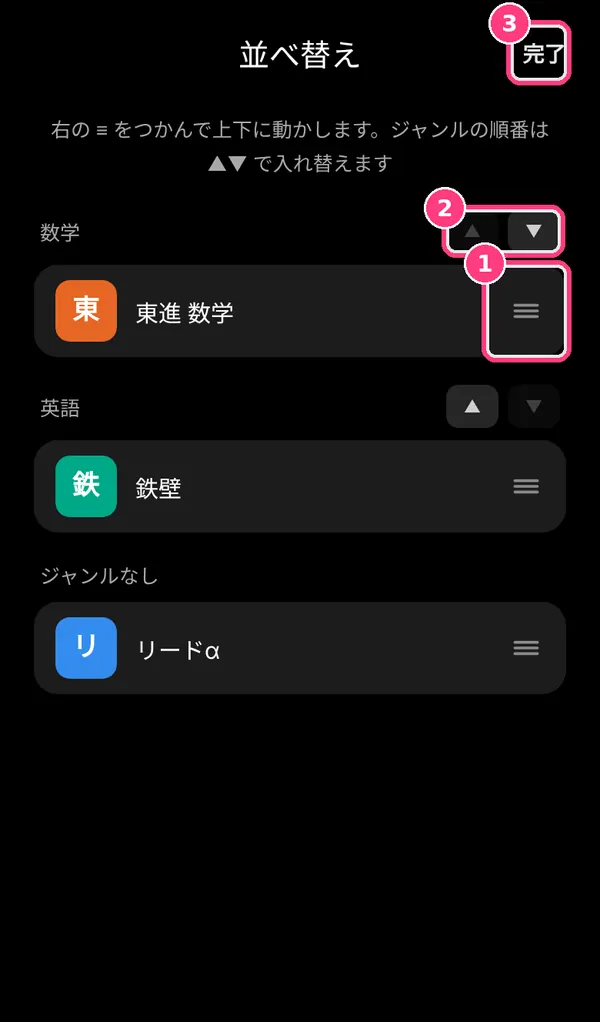 3
並べ替え
完了
右の ≡ をつかんで上下に動かします。ジャンルの順番は
▲▼ で入れ替えます
2
数学
▲ ▼
1
東 東進 数学
英語
▲ ▼
鉄 鉄壁
ジャンルなし
リ リードα